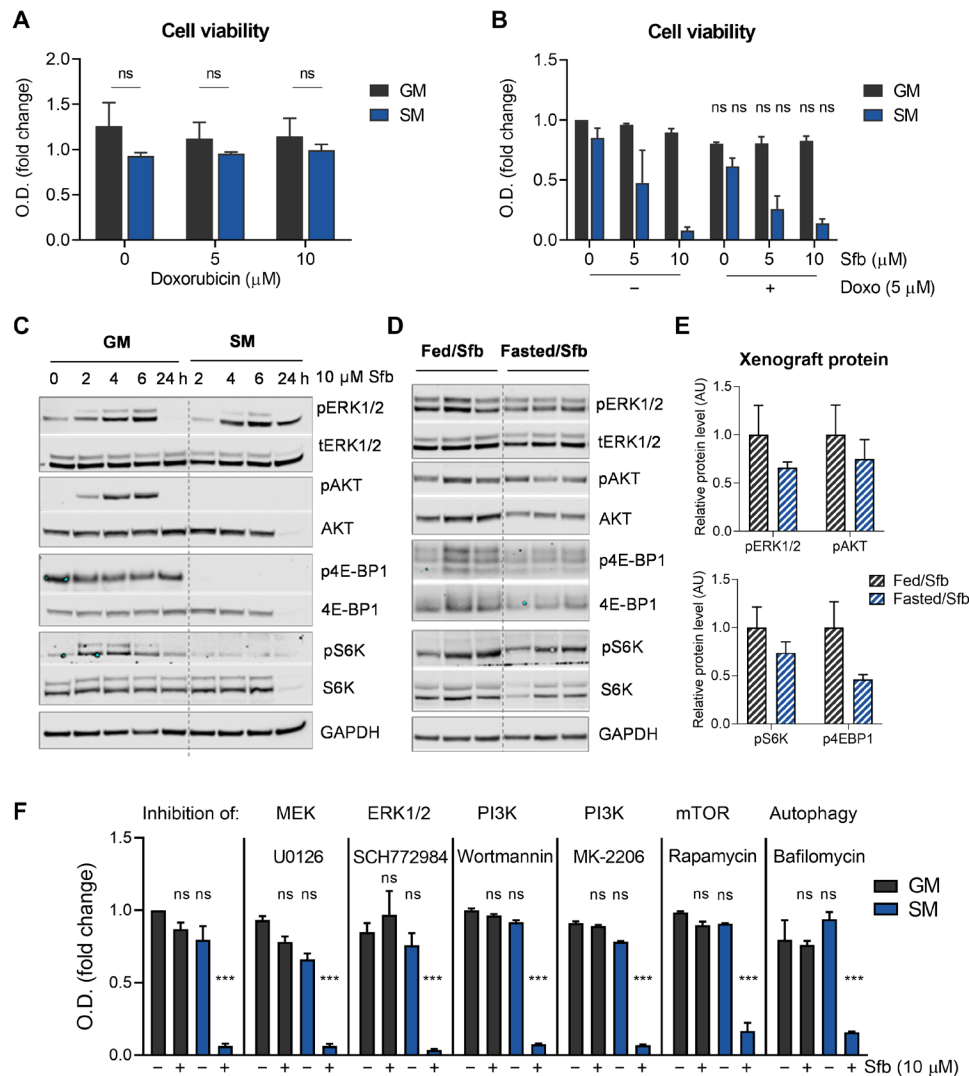 A
Cell viability
O.D. (fold change)
2.0
1.5
1.0
0.5
0.0
ns ns ns
GM
SM
0 5 10
Doxorubicin (μM)
B
Cell viability
O.D. (fold change)
1.5
1.0
0.5
0.0
ns ns ns ns ns ns
GM
SM
0 5 10 0 5 10 Sfb (μM)
– + Doxo (5 μM)
C
GM SM
0 2 4 6 24 h 2 4 6 24 h 10 μM Sfb
pERK1/2
tERK1/2
pAKT
AKT
p4E-BP1
4E-BP1
pS6K
S6K
GAPDH
D
Fed/Sfb Fasted/Sfb
pERK1/2
tERK1/2
pAKT
AKT
p4E-BP1
4E-BP1
pS6K
S6K
GAPDH
E
Xenograft protein
Relative protein level (AU)
1.5
1.0
0.5
0.0
pERK1/2 pAKT
Relative protein level (AU)
1.5
1.0
0.5
0.0
Fed/Sfb
Fasted/Sfb
pS6K p4EBP1
F
Inhibition of: MEK ERK1/2 PI3K PI3K mTOR Autophagy
U0126 SCH772984 Wortmannin MK-2206 Rapamycin Bafilomycin
O.D. (fold change)
1.5
1.0
0.5
0.0
ns ns ns ns ns ns ns ns ns ns ns ns ns ns
*** *** *** *** *** *** ***
GM
SM
– + – + – + – + – + – + – + – + – + – + – + – + – + – + Sfb (10 μM)